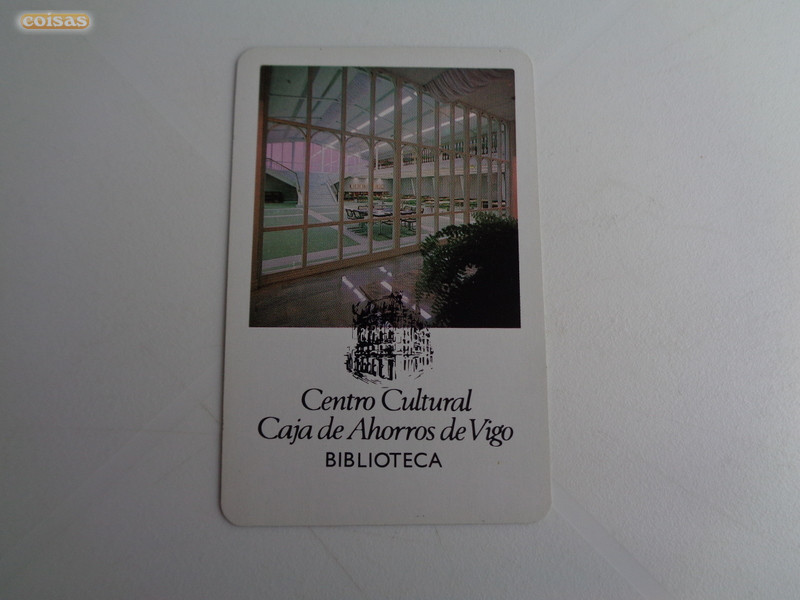 coisas
Centro Cultural
Caja de Ahorros de Vigo
BIBLIOTECA